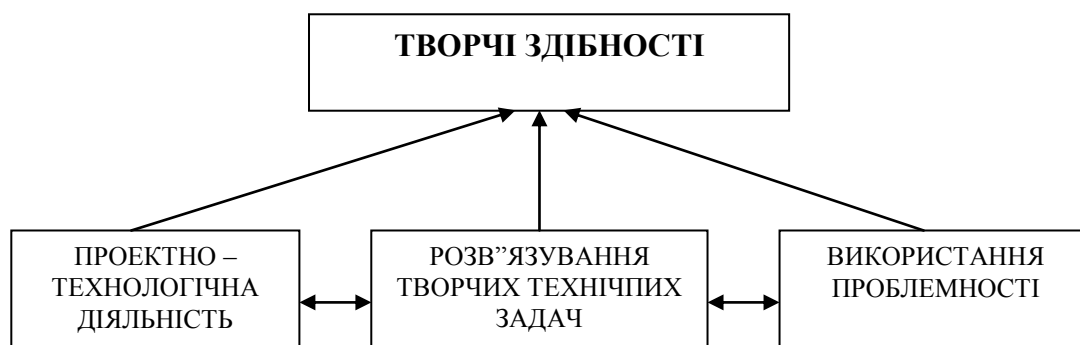 ТВОРЧІ ЗДІБНОСТІ
ПРОЕКТНО –
ТЕХНОЛОГІЧНА
ДІЯЛЬНІСТЬ
РОЗВ”ЯЗУВАННЯ
ТВОРЧИХ ТЕХНІЧПИХ
ЗАДАЧ
ВИКОРИСТАННЯ
ПРОБЛЕМНОСТІ